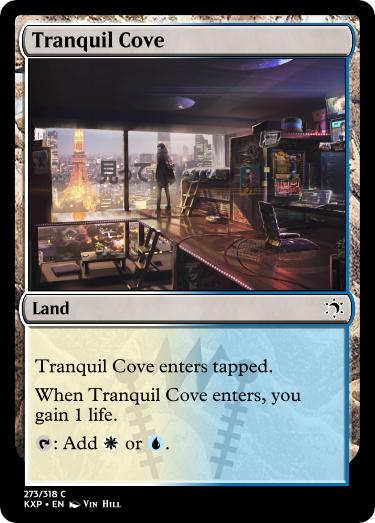 Tranquil Cove
見って
Land
Tranquil Cove enters tapped.
When Tranquil Cove enters, you
gain 1 life.
: Add or .
273/318 C
KXP • EN Vin Hill